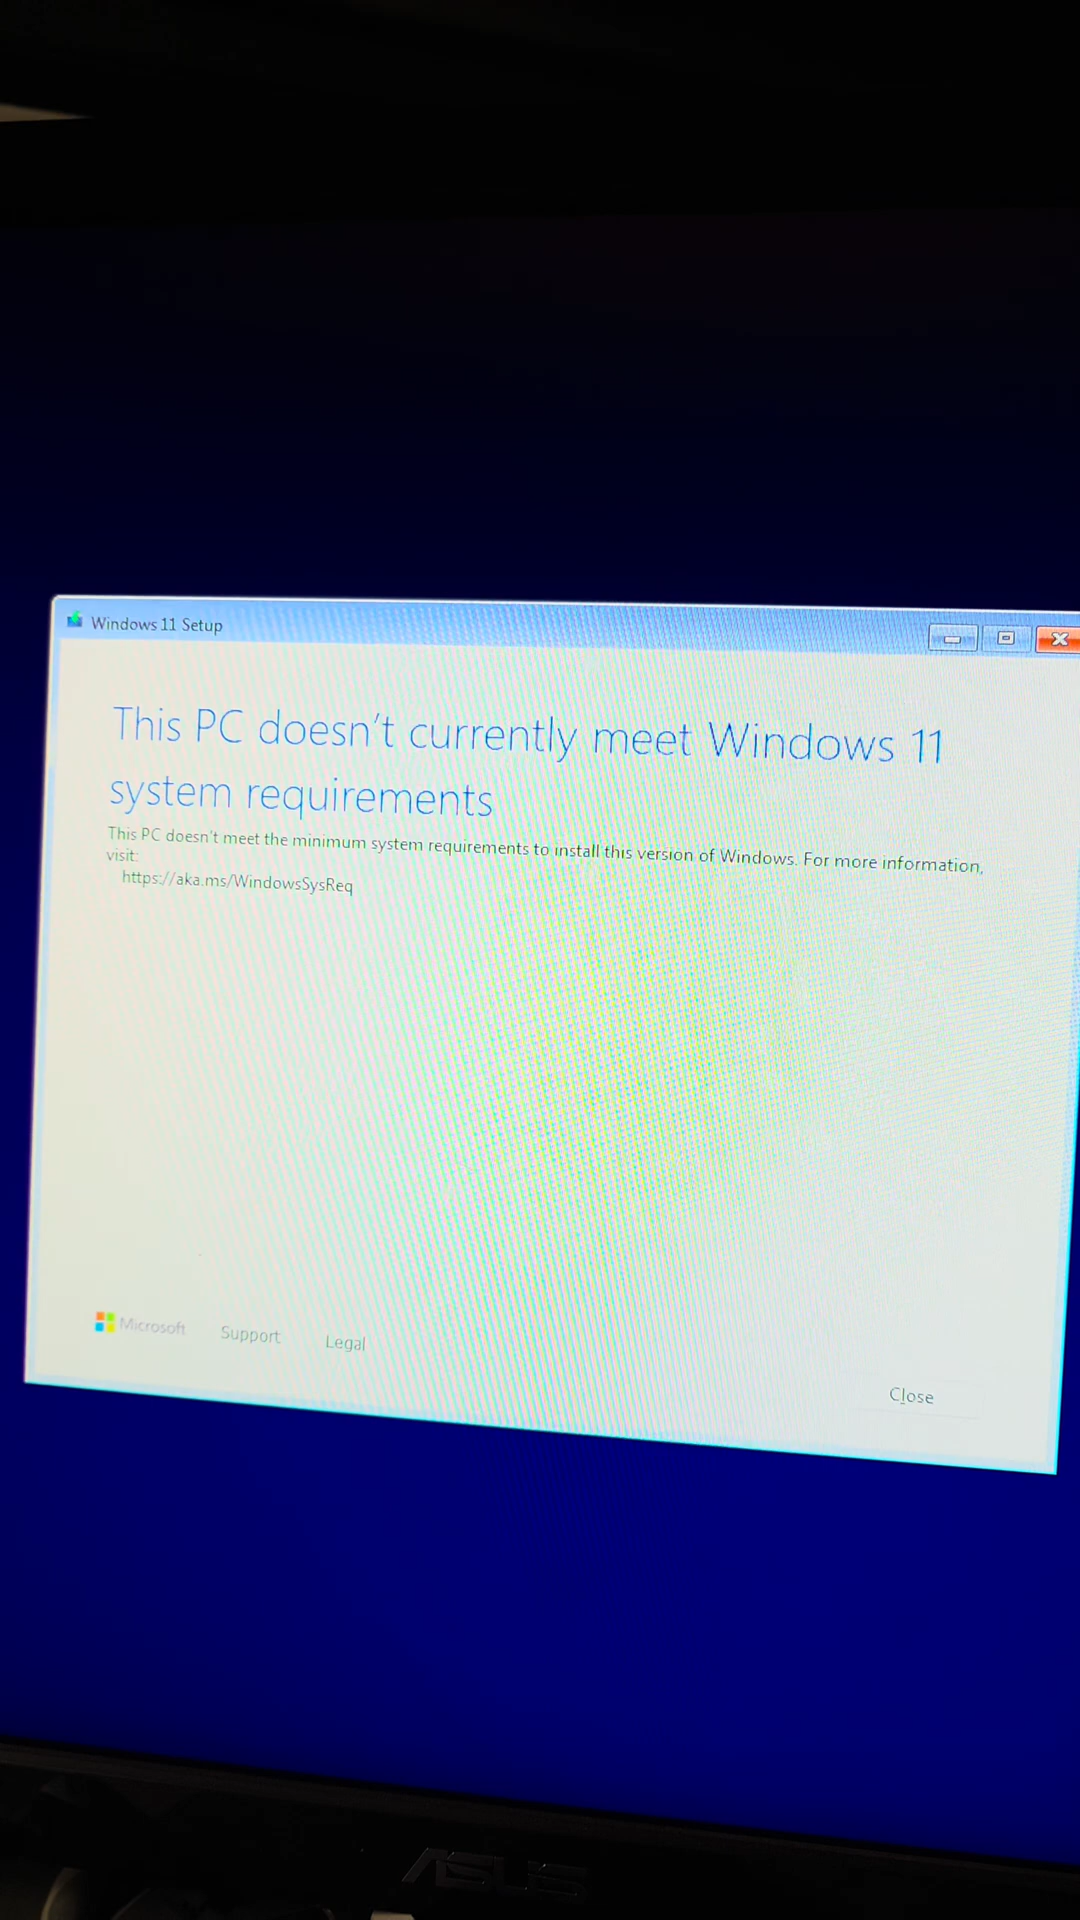 Windows 11 Setup
This PC doesn't currently meet Windows 11
system requirements
This PC doesn't meet the minimum system requirements to install this version of Windows. For more information,
visit:
https://aka.ms/WindowsSysReq
Microsoft Support Legal
Close
ASUS